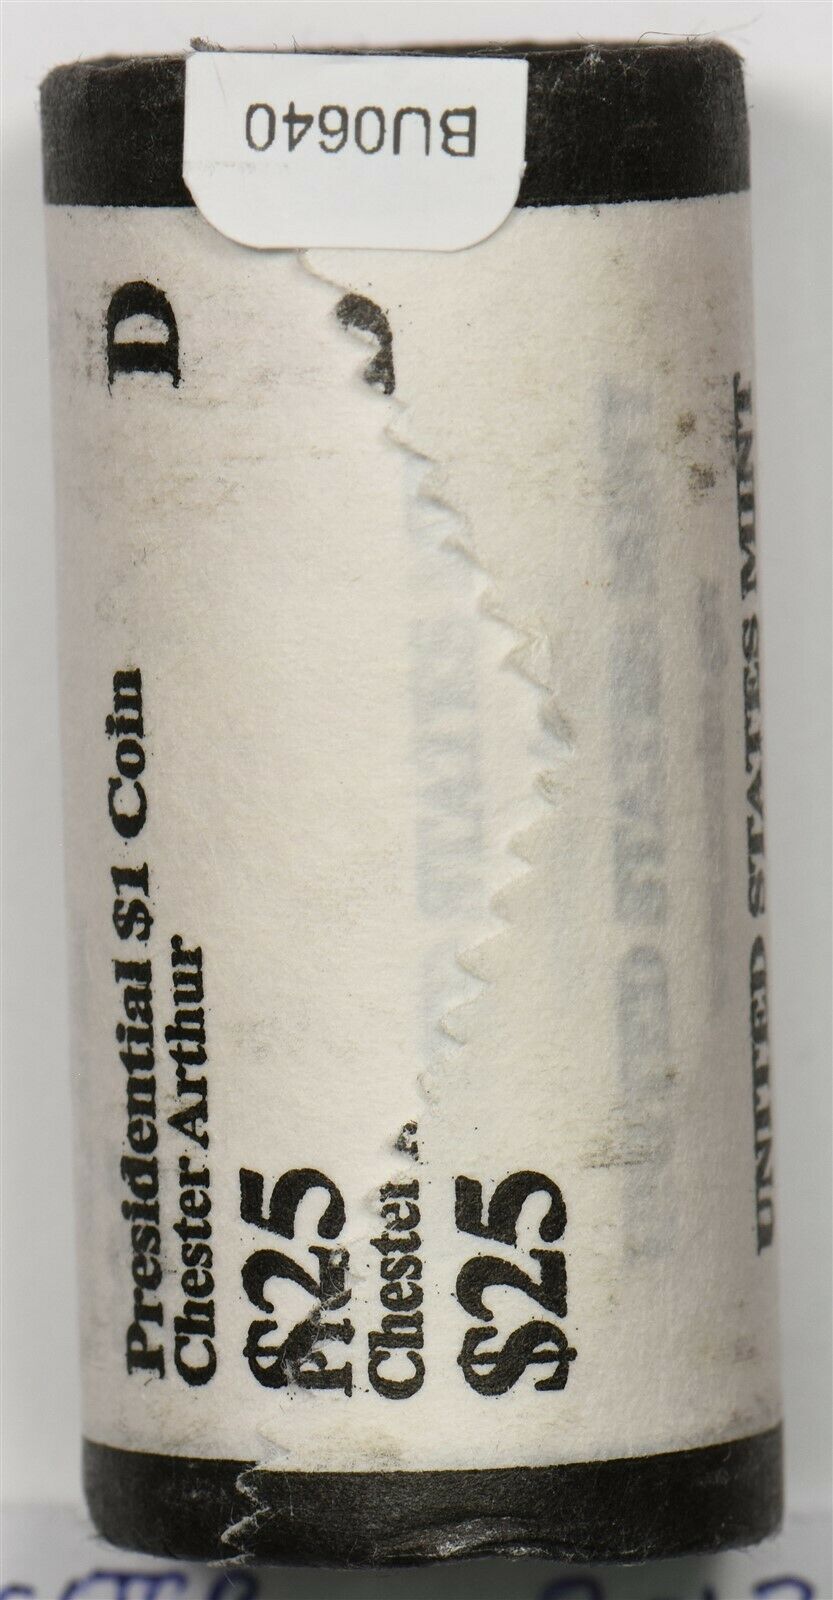 BU0640
D
Presidential $1 Coin
Chester Arthur
$25
Chester
$25
UNITED STATES MINT